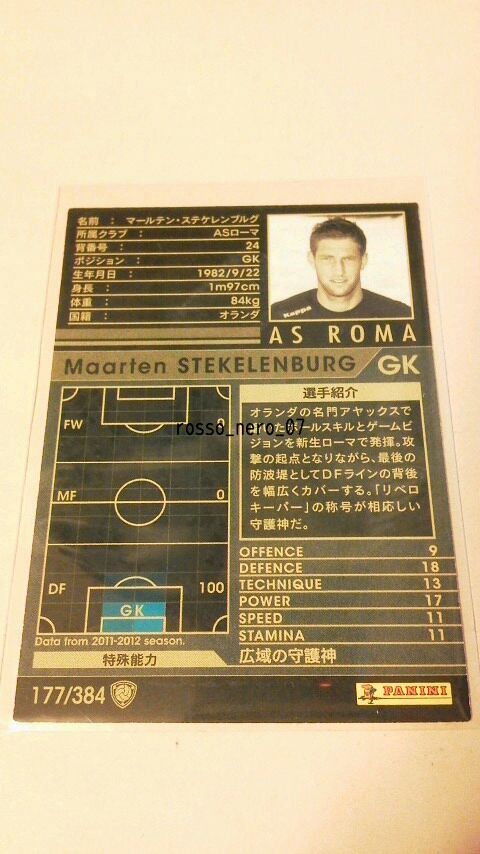 名前 : マールテン・ステケレンブルグ
所属クラブ : ASローマ
背番号 : 24
ポジション : GK
生年月日 : 1982/9/22
身長 : 1m97cm
体重 : 84kg
国籍 : オランダ
Kappa
AS ROMA
Maarten STEKELENBURG GK
選手紹介
オランダの名門アヤックスで
たボールスキルとゲームビ
ジョンを新生ローマで発揮。攻
撃の起点となりながら、最後の
防波堤としてDFラインの背後
を幅広くカバーする。「リベロ
キーパー」の称号が相応しい
守護神だ。
FW 0
rosso_nero_07
MF 0
DF 100
GK
OFFENCE 9
DEFENCE 18
TECHNIQUE 13
POWER 17
SPEED 11
STAMINA 11
Data from 2011-2012 season.
特殊能力 広域の守護神
177/384
PANINI